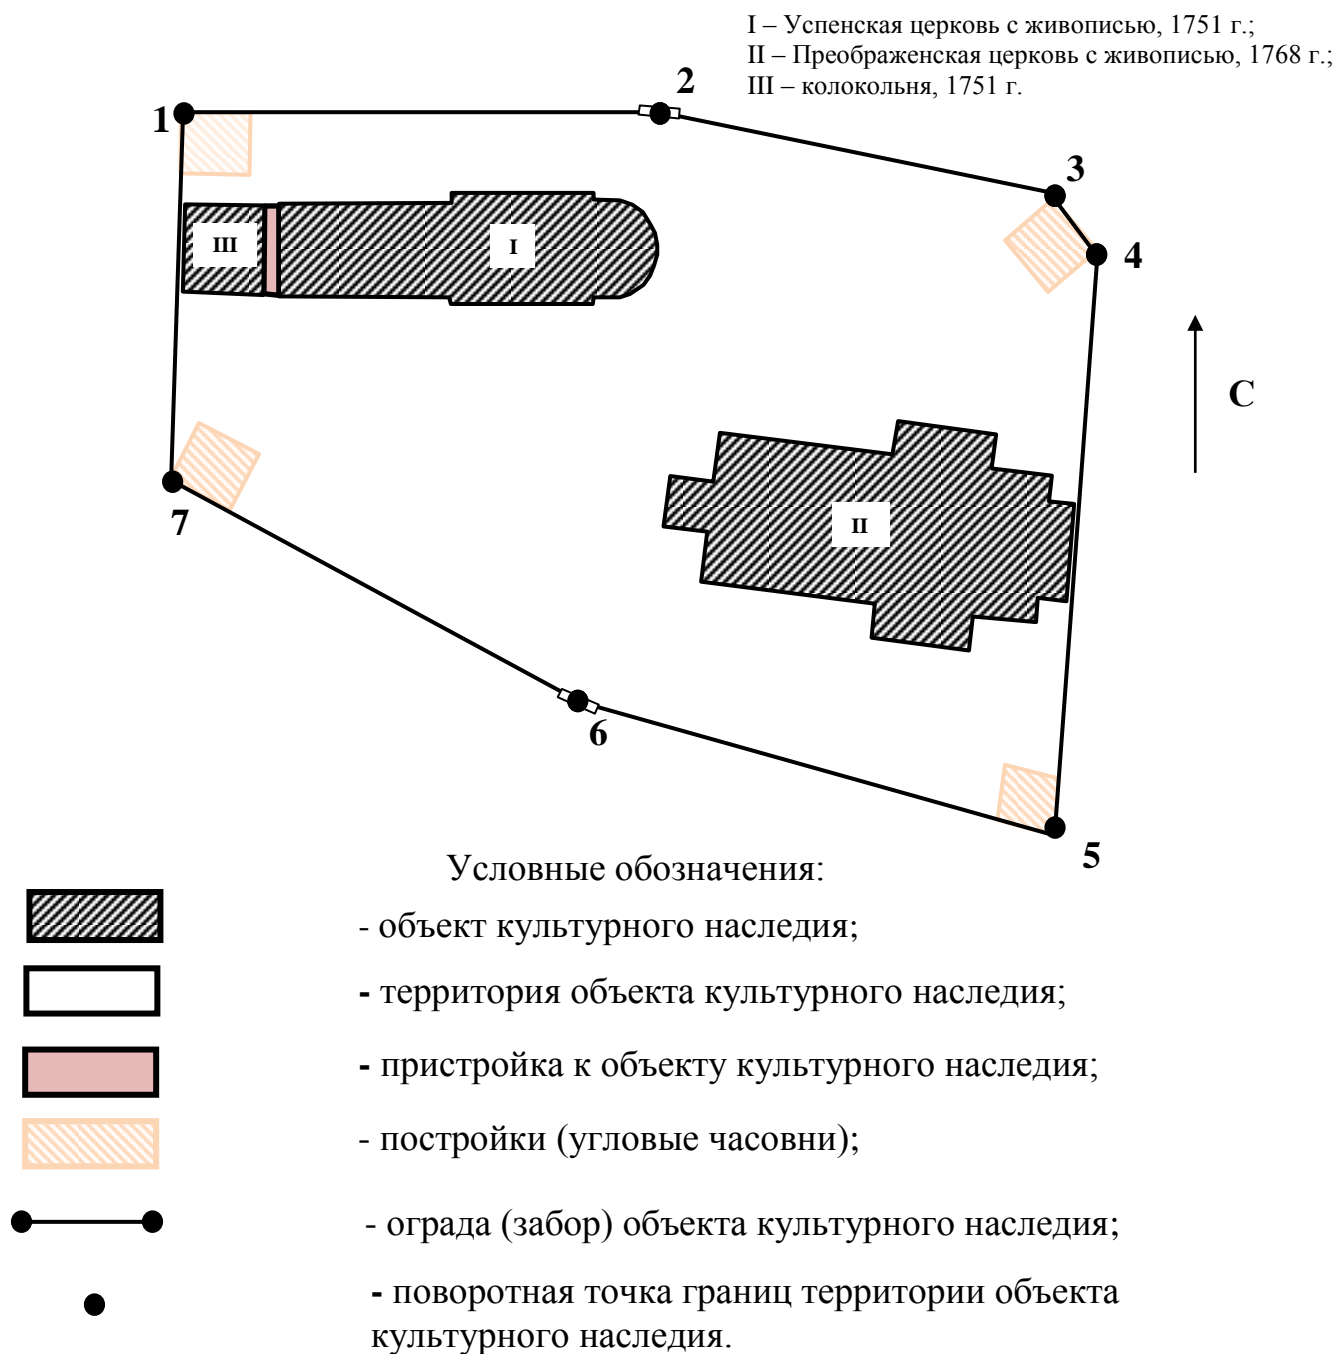 I – Успенская церковь с живописью, 1751 г.;
II – Преображенская церковь с живописью, 1768 г.;
III – колокольня, 1751 г.
1
2
3
4
III
I
С
II
7
6
5
Условные обозначения:
- объект культурного наследия;
- территория объекта культурного наследия;
- пристройка к объекту культурного наследия;
- постройки (угловые часовни);
- ограда (забор) объекта культурного наследия;
- поворотная точка границ территории объекта
культурного наследия.